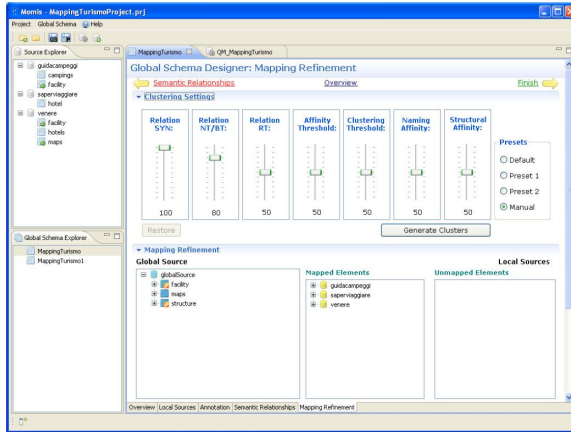 Momis - MappingTurismoProject.prj
Project Global Schema Help
Source Explorer
guidacampeggi
campings
facility
saperviaggiare
hotel
venere
facility
hotels
maps
Global Schema Explorer
MappingTurismo
MappingTurismo1
MappingTurismo QM_MappingTurismo
Global Schema Designer: Mapping Refinement
Semantic Relationships Overview Finish
Clustering Settings
Relation SYN: Relation NT/BT: Relation RT: Affinity Threshold: Clustering Threshold: Naming Affinity: Structural Affinity:
100 80 50 50 50 50 50
Presets
Default
Preset 1
Preset 2
Manual
Restore Generate Clusters
Mapping Refinement
Global Source Local Sources
globalSource
facility
maps
structure
Mapped Elements
guidacampeggi
saperviaggiare
venere
Unmapped Elements
Overview Local Sources Annotation Semantic Relationships Mapping Refinement